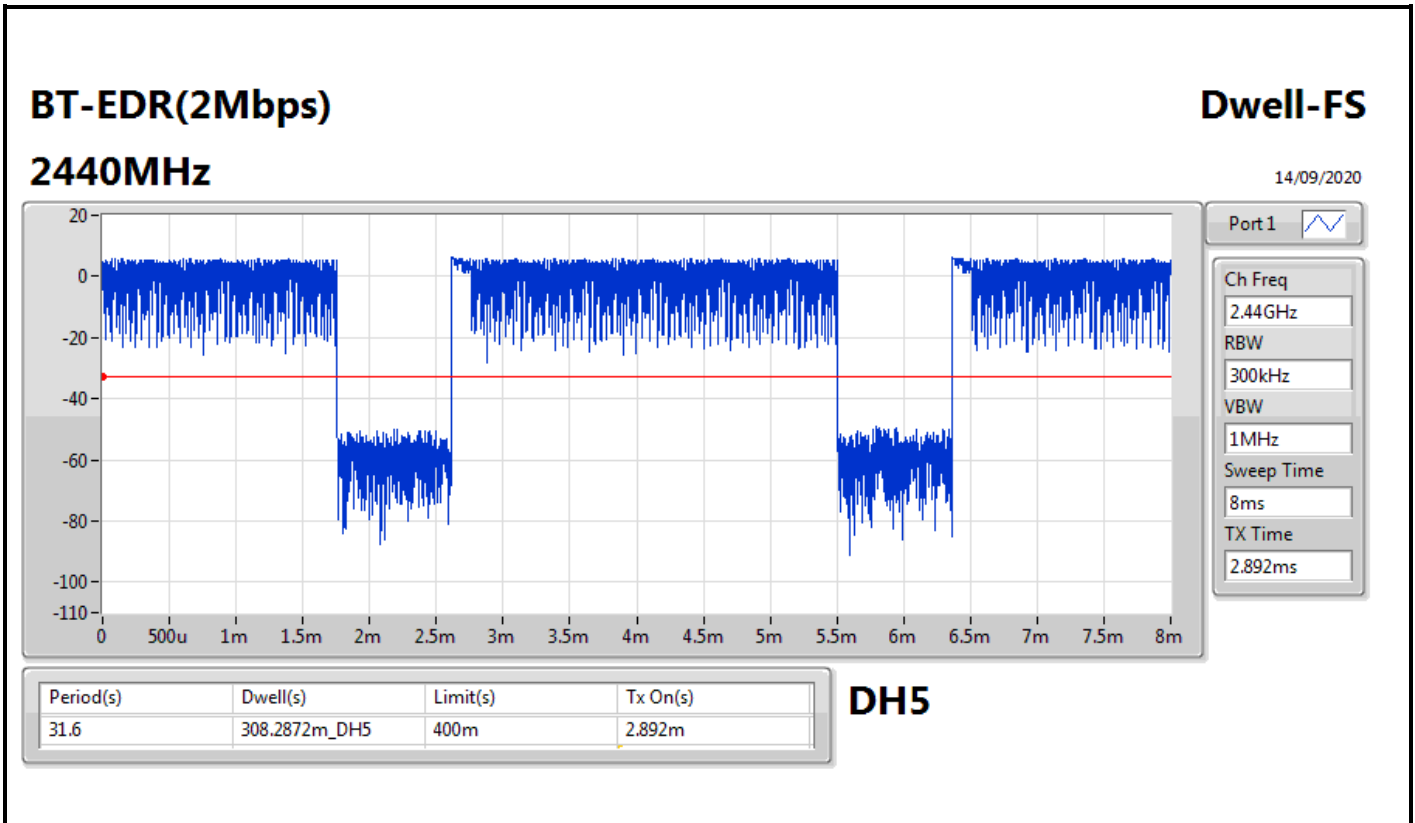 BT-EDR(2Mbps)
Dwell-FS
2440MHz
14/09/2020
20
0
-20
-40
-60
-80
-100
-110
0 500u 1m 1.5m 2m 2.5m 3m 3.5m 4m 4.5m 5m 5.5m 6m 6.5m 7m 7.5m 8m
Port 1
Ch Freq
2.44GHz
RBW
300kHz
VBW
1MHz
Sweep Time
8ms
TX Time
2.892ms
Period(s) Dwell(s) Limit(s) Tx On(s)
31.6 308.2872m_DH5 400m 2.892m
DH5